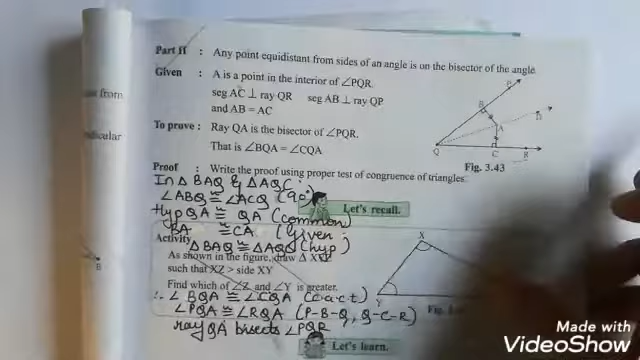 Part II : Any point equidistant from sides of an angle is on the bisector of the angle.
Given : A is a point in the interior of ∠PQR.
seg AC ⊥ ray QR seg AB ⊥ ray QP
and AB = AC
To prove : Ray QA is the bisector of ∠PQR.
That is ∠BQA = ∠CQA
Proof : Write the proof using proper test of congruence of triangles.
from
P
B
A
D
Q
C
R
Fig. 3.43
In Δ BAQ & ΔAQC.
∠ABQ ≅ ∠ACQ (90°)
Hyp QA ≅ QA (common)
BA ≅ CA (Given)
Δ BAQ ≅ ΔAQC (hyp)
Let's recall.
Activity
As shown in the figure, draw Δ
such that XZ > side XY
Find which of ∠Z and ∠Y is greater.
X
Y
B
∴ ∠ BQA ≅ ∠CQA (cact)
∠PQA ≅ ∠RQA (P-B-Q, Q-C-R)
ray QA bisects ∠PQR
Let's learn.
Made with
VideoShow